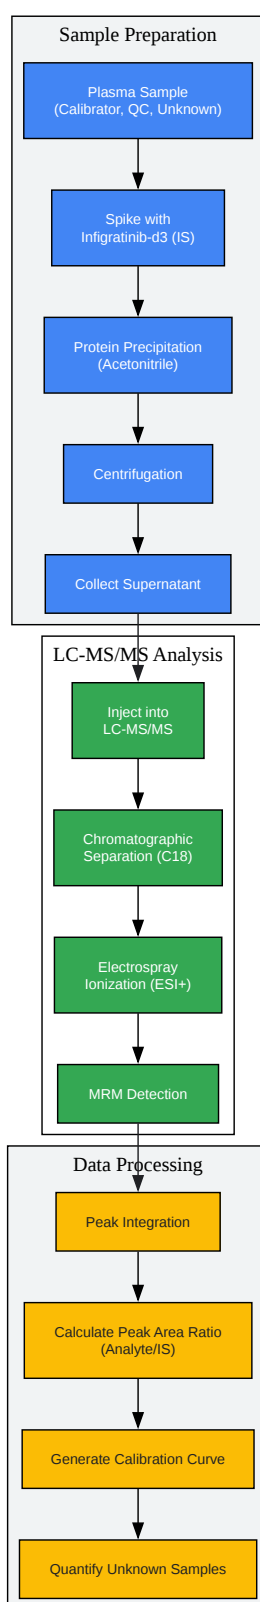 Sample Preparation
Plasma Sample
(Calibrator, QC, Unknown)
Spike with
Infigratinib-d3 (IS)
Protein Precipitation
(Acetonitrile)
Centrifugation
Collect Supernatant
LC-MS/MS Analysis
Inject into
LC-MS/MS
Chromatographic
Separation (C18)
Electrospray
Ionization (ESI+)
MRM Detection
Data Processing
Peak Integration
Calculate Peak Area Ratio
(Analyte/IS)
Generate Calibration Curve
Quantify Unknown Samples